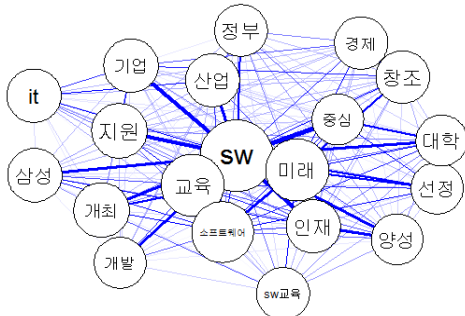 정부
경제
기업
산업
창조
it
중심
지원
대학
sw
삼성
미래
교육
선정
개최
인재
소프트웨어
양성
개발
sw교육